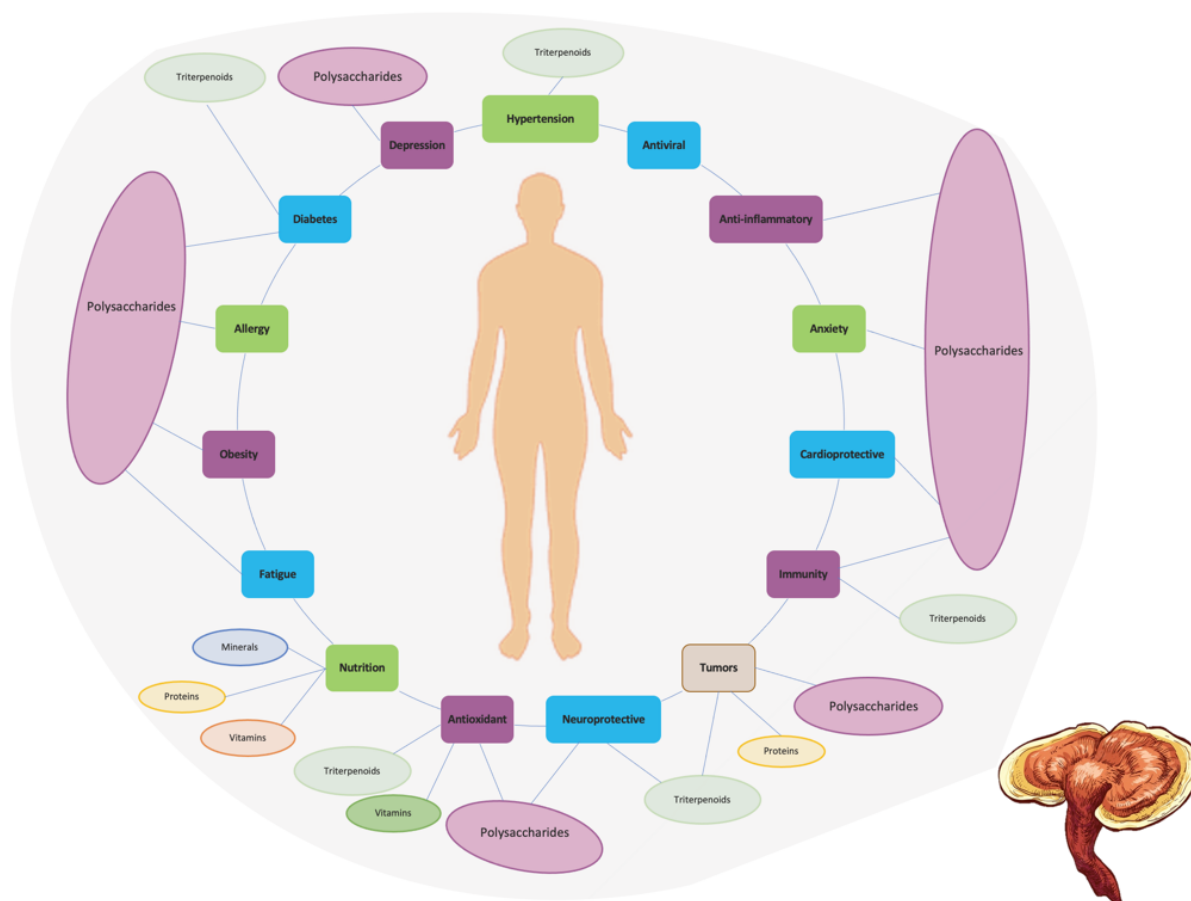 Triterpenoids
Triterpenoids
Polysaccharides
Hypertension
Depression
Antiviral
Diabetes
Anti-inflammatory
Polysaccharides
Allergy
Anxiety
Polysaccharides
Obesity
Cardioprotective
Fatigue
Immunity
Triterpenoids
Minerals
Nutrition
Tumors
Proteins
Polysaccharides
Vitamins
Antioxidant
Neuroprotective
Proteins
Triterpenoids
Triterpenoids
Vitamins
Polysaccharides